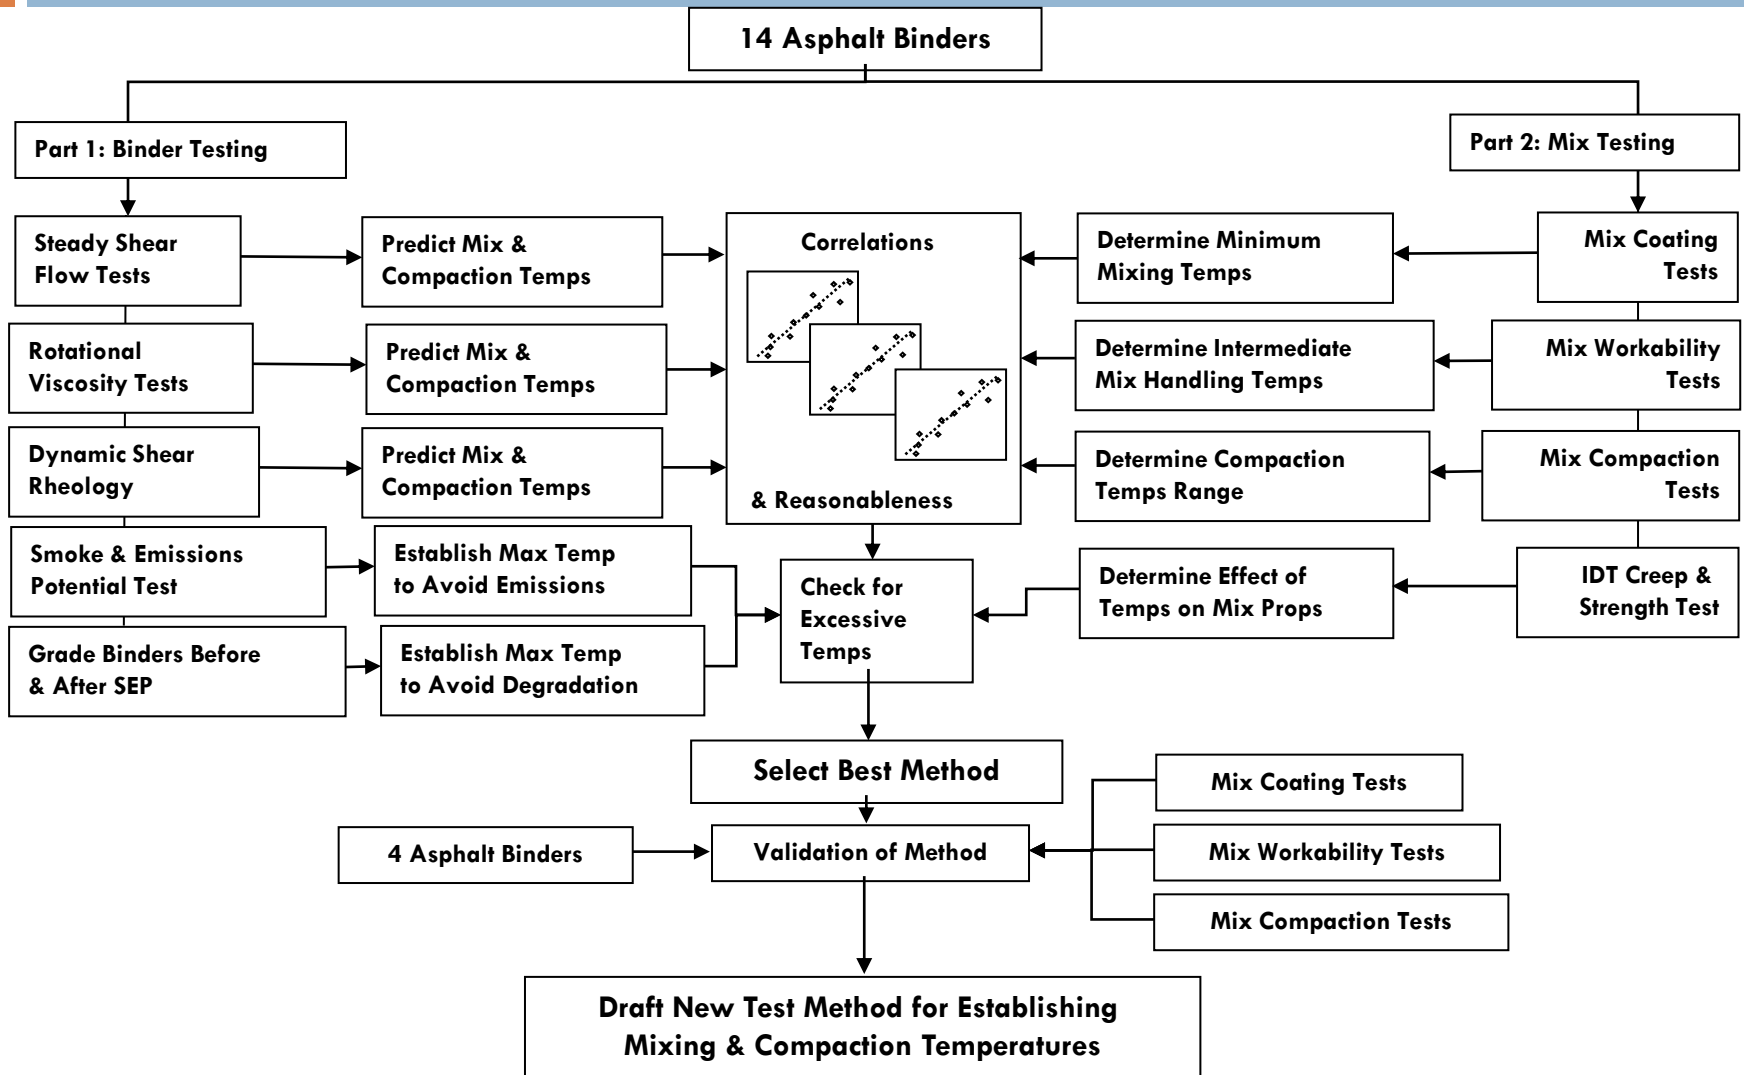 14 Asphalt Binders
Part 1: Binder Testing
Part 2: Mix Testing
Steady Shear
Flow Tests
Predict Mix &
Compaction Temps
Correlations
& Reasonableness
Determine Minimum
Mixing Temps
Mix Coating
Tests
Rotational
Viscosity Tests
Predict Mix &
Compaction Temps
Determine Intermediate
Mix Handling Temps
Mix Workability
Tests
Dynamic Shear
Rheology
Predict Mix &
Compaction Temps
Determine Compaction
Temps Range
Mix Compaction
Tests
Smoke & Emissions
Potential Test
Establish Max Temp
to Avoid Emissions
Check for
Excessive
Temps
Determine Effect of
Temps on Mix Props
IDT Creep &
Strength Test
Grade Binders Before
& After SEP
Establish Max Temp
to Avoid Degradation
Select Best Method
Mix Coating Tests
4 Asphalt Binders
Validation of Method
Mix Workability Tests
Mix Compaction Tests
Draft New Test Method for Establishing
Mixing & Compaction Temperatures